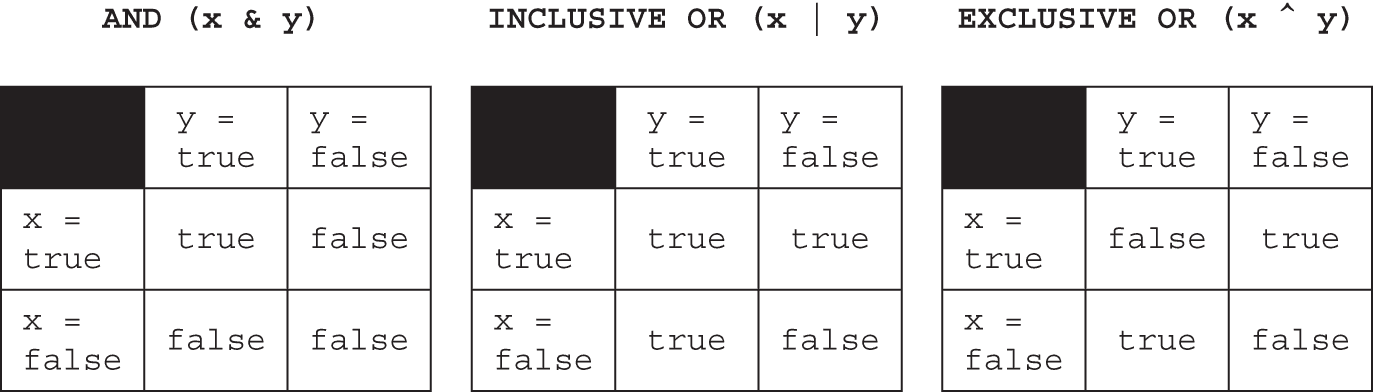 AND (x & y)
y =
true
y =
false
x =
true
true
false
x =
false
false
false
INCLUSIVE OR (x | y)
y =
true
y =
false
x =
true
true
true
x =
false
true
false
EXCLUSIVE OR (x ^ y)
y =
true
y =
false
x =
true
false
true
x =
false
true
false